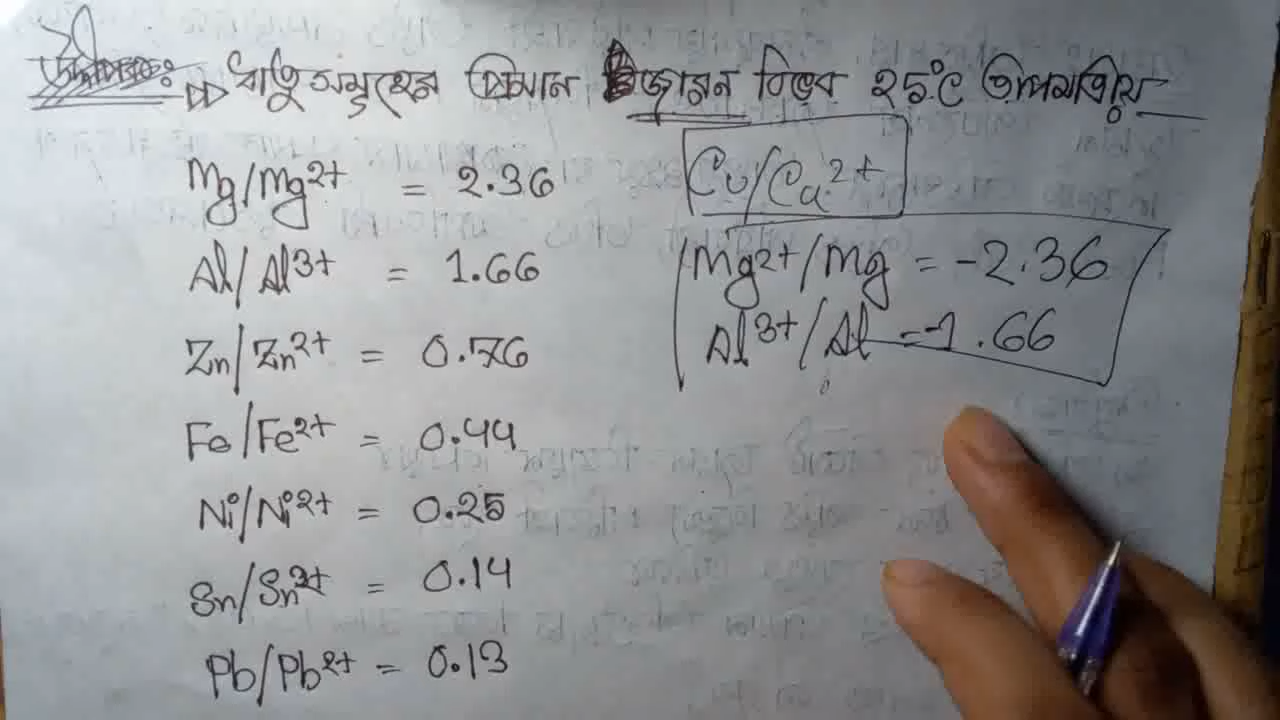 ধাতুসমূহের প্রমান বিজারন বিভব ২৫°C তাপমাত্রায়
Mg/Mg2+ = 2.36
Al/Al3+ = 1.66
Zn/Zn2+ = 0.76
Fe/Fe2+ = 0.44
Ni/Ni2+ = 0.25
Sn/Sn2+ = 0.14
Pb/Pb2+ = 0.13
Cu/Cu2+
Mg2+/Mg = -2.36
Al3+/Al = -1.66